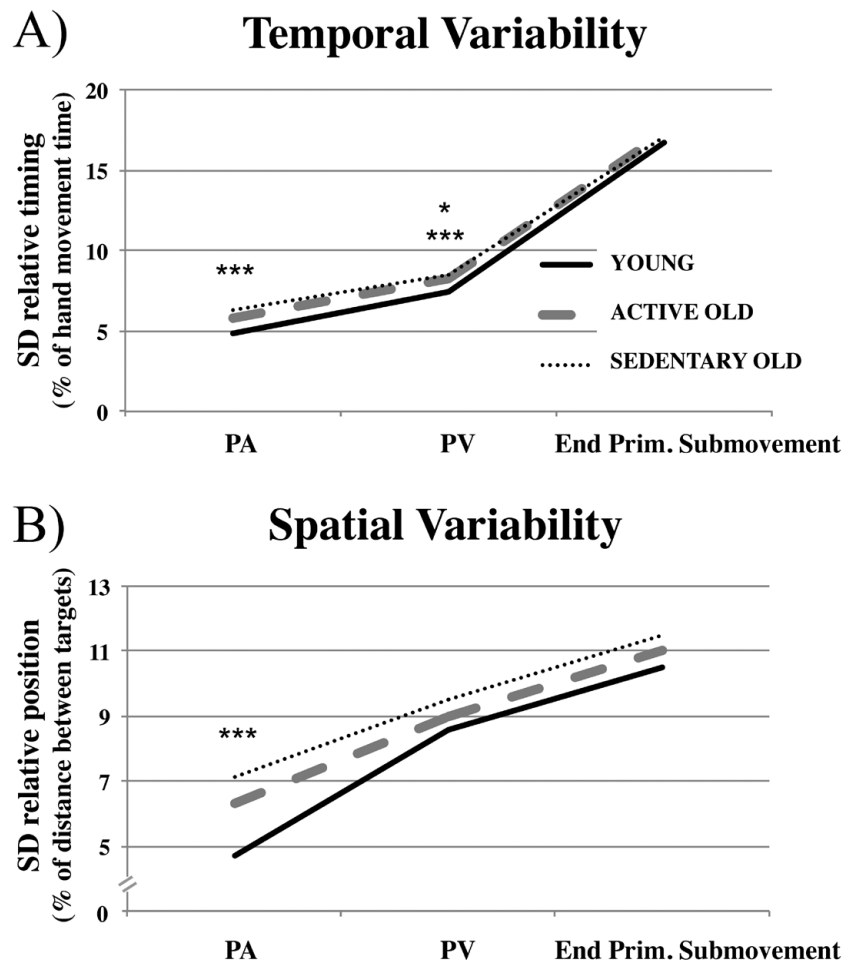 A) Temporal Variability
SD relative timing
(% of hand movement time)
20
15
10
5
0
***
*
***
YOUNG
ACTIVE OLD
SEDENTARY OLD
PA PV End Prim. Submovement
B) Spatial Variability
SD relative position
(% of distance between targets)
13
11
9
7
5
0
***
PA PV End Prim. Submovement